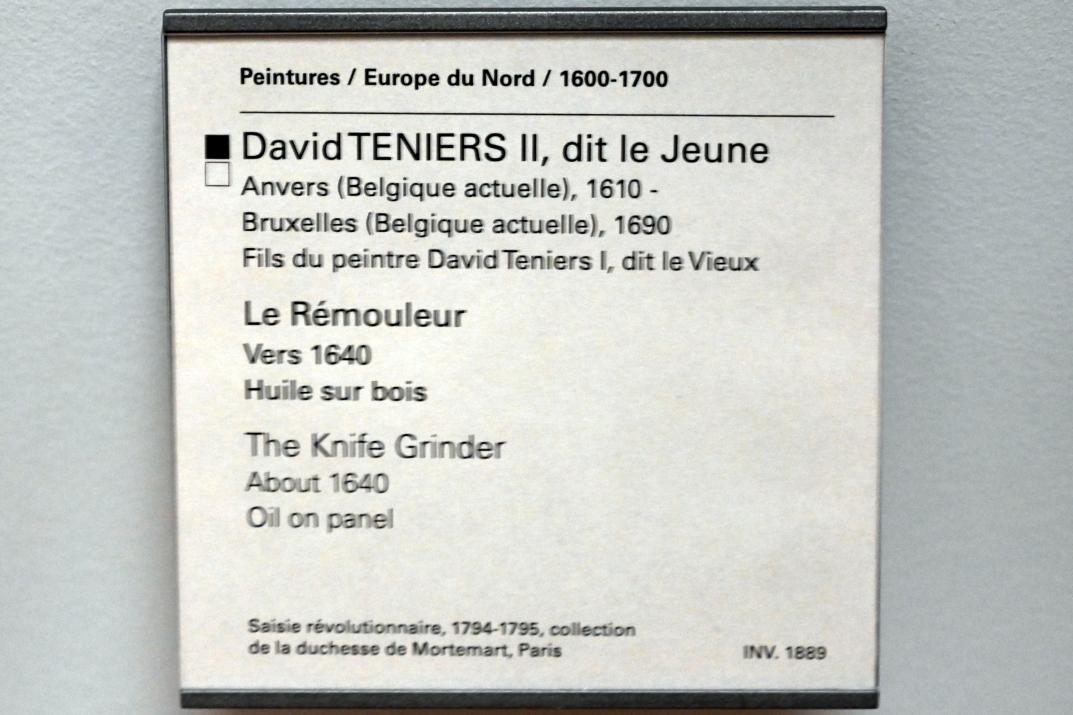 Peintures / Europe du Nord / 1600-1700
David TENIERS II, dit le Jeune
Anvers (Belgique actuelle), 1610 -
Bruxelles (Belgique actuelle), 1690
Fils du peintre David Teniers I, dit le Vieux
Le Rémouleur
Vers 1640
Huile sur bois
The Knife Grinder
About 1640
Oil on panel
Saisie révolutionnaire, 1794-1795, collection
de la duchesse de Mortemart, Paris
INV. 1889